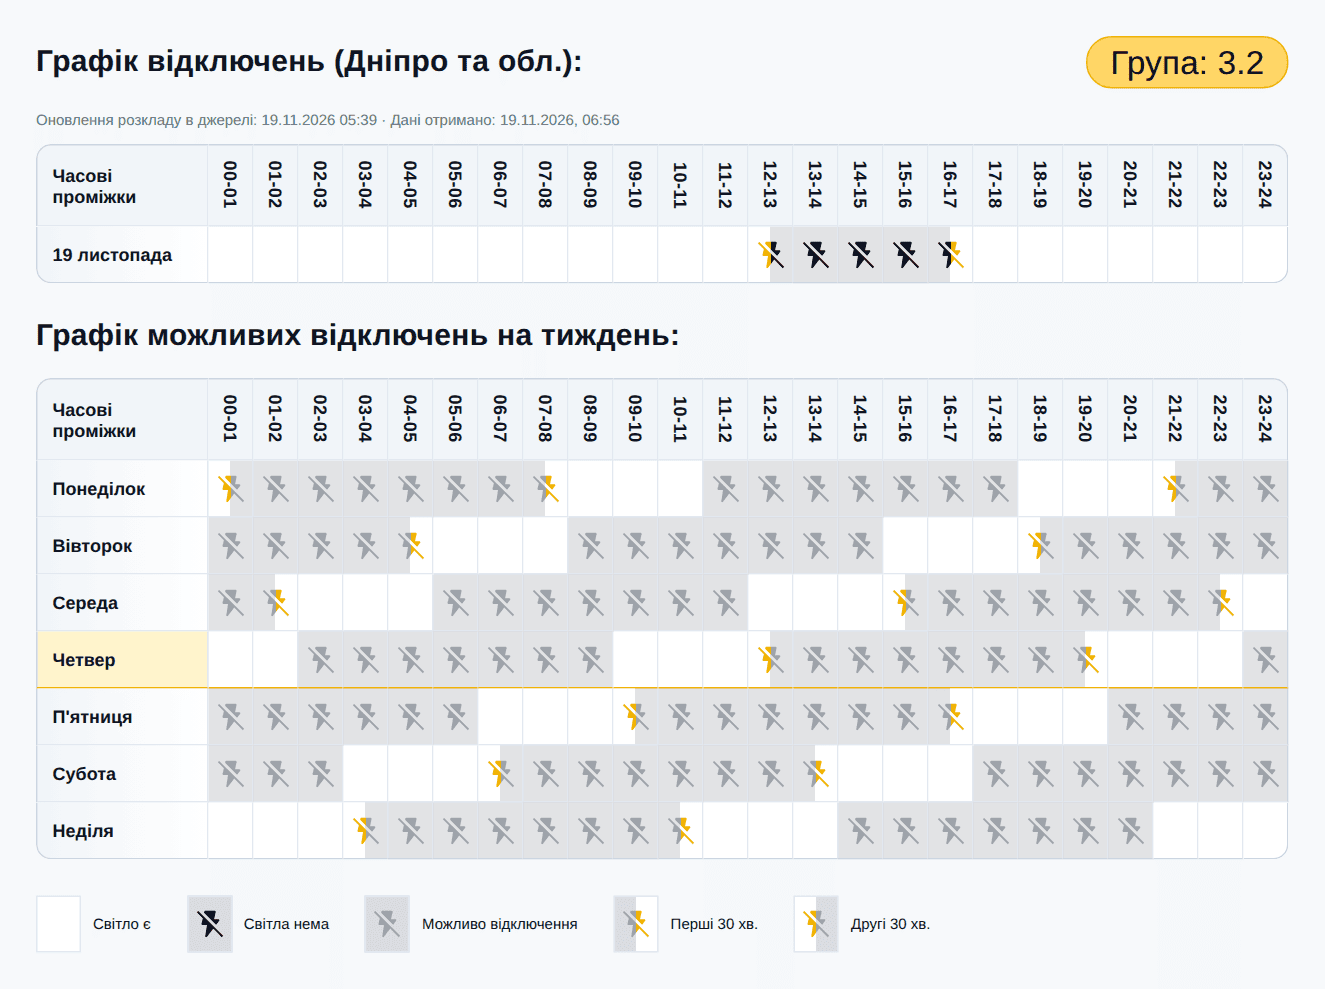 Графік відключень (Дніпро та обл.):
Група: 3.2
Оновлення розкладу в джерелі: 19.11.2026 05:39 · Дані отримано: 19.11.2026, 06:56
Часові проміжки 00-01 01-02 02-03 03-04 04-05 05-06 06-07 07-08 08-09 09-10 10-11 11-12 12-13 13-14 14-15 15-16 16-17 17-18 18-19 19-20 20-21 21-22 22-23 23-24
19 листопада
Графік можливих відключень на тиждень:
Часові проміжки 00-01 01-02 02-03 03-04 04-05 05-06 06-07 07-08 08-09 09-10 10-11 11-12 12-13 13-14 14-15 15-16 16-17 17-18 18-19 19-20 20-21 21-22 22-23 23-24
Понеділок
Вівторок
Середа
Четвер
П'ятниця
Субота
Неділя
Світло є Світла нема Можливо відключення Перші 30 хв. Другі 30 хв.